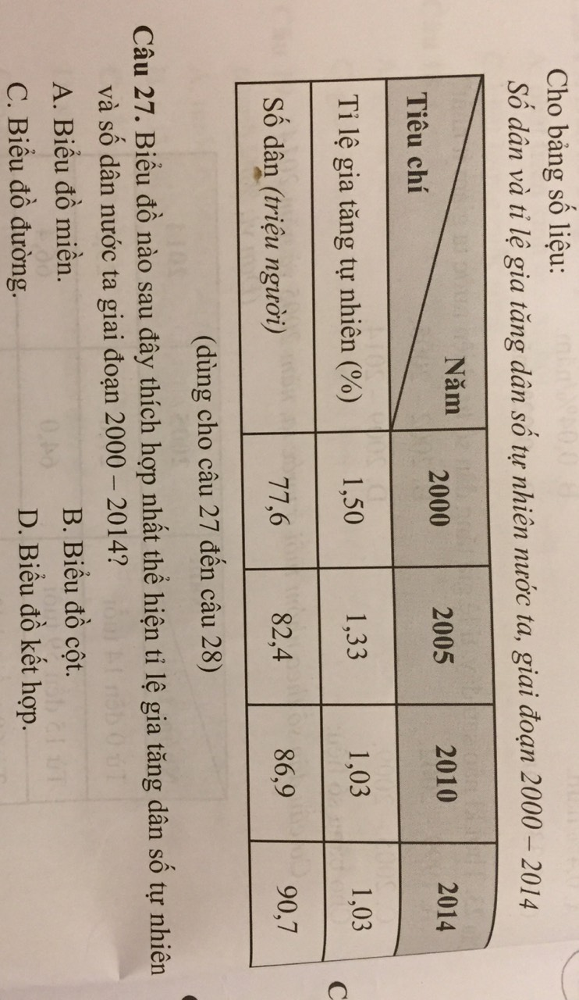 Cho bảng số liệu:
Số dân và tỉ lệ gia tăng dân số tự nhiên nước ta, giai đoạn 2000 – 2014
Năm
Tiêu chí 2000 2005 2010 2014
Tỉ lệ gia tăng tự nhiên (%) 1,50 1,33 1,03 1,03
Số dân (triệu người) 77,6 82,4 86,9 90,7
(dùng cho câu 27 đến câu 28)
Câu 27. Biểu đồ nào sau đây thích hợp nhất thể hiện tỉ lệ gia tăng dân số tự nhiên
và số dân nước ta giai đoạn 2000 – 2014?
A. Biểu đồ miền. B. Biểu đồ cột.
C. Biểu đồ đường. D. Biểu đồ kết hợp.